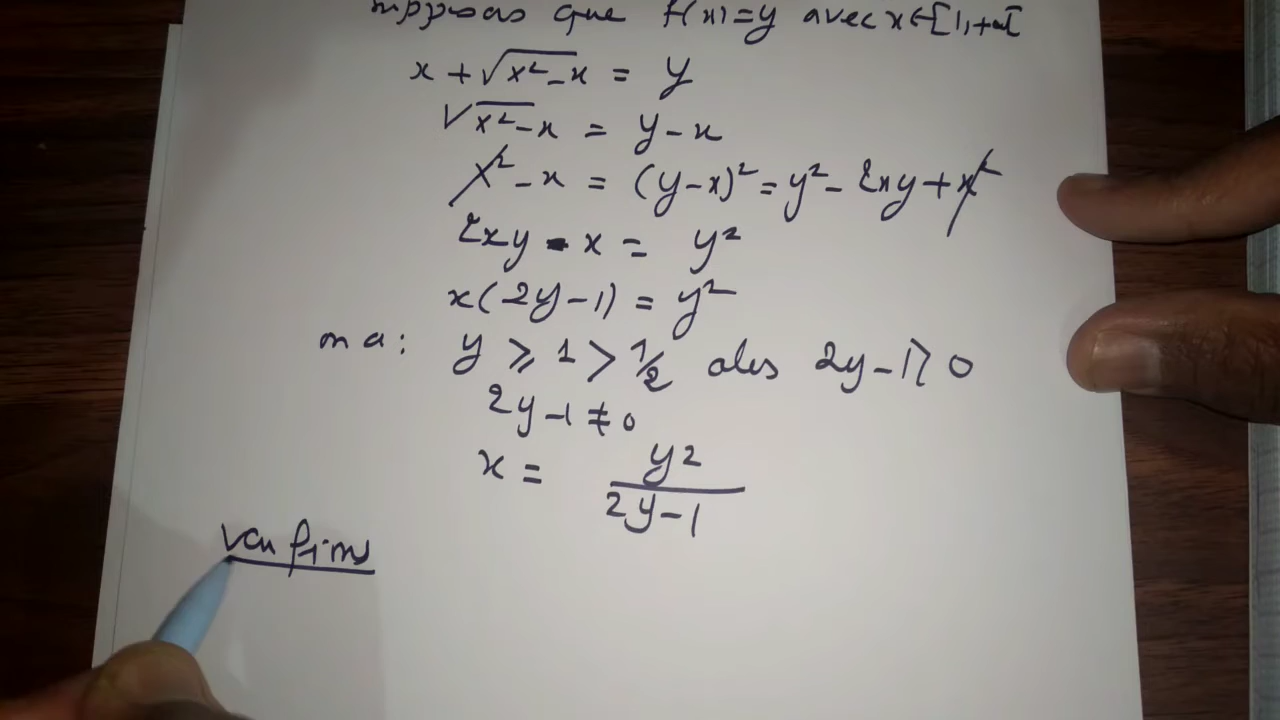 supposons que f(x)=y avec x∈[1,+∞[
x + √(x²-x) = y
√(x²-x) = y-x
x²-x = (y-x)² = y² - 2xy + x²
2xy - x = y²
x(2y-1) = y²
on a : y ⩾ 1 > 1/2 alors 2y-1 > 0
2y-1 ≠ 0
x = y²/(2y-1)
Verifions